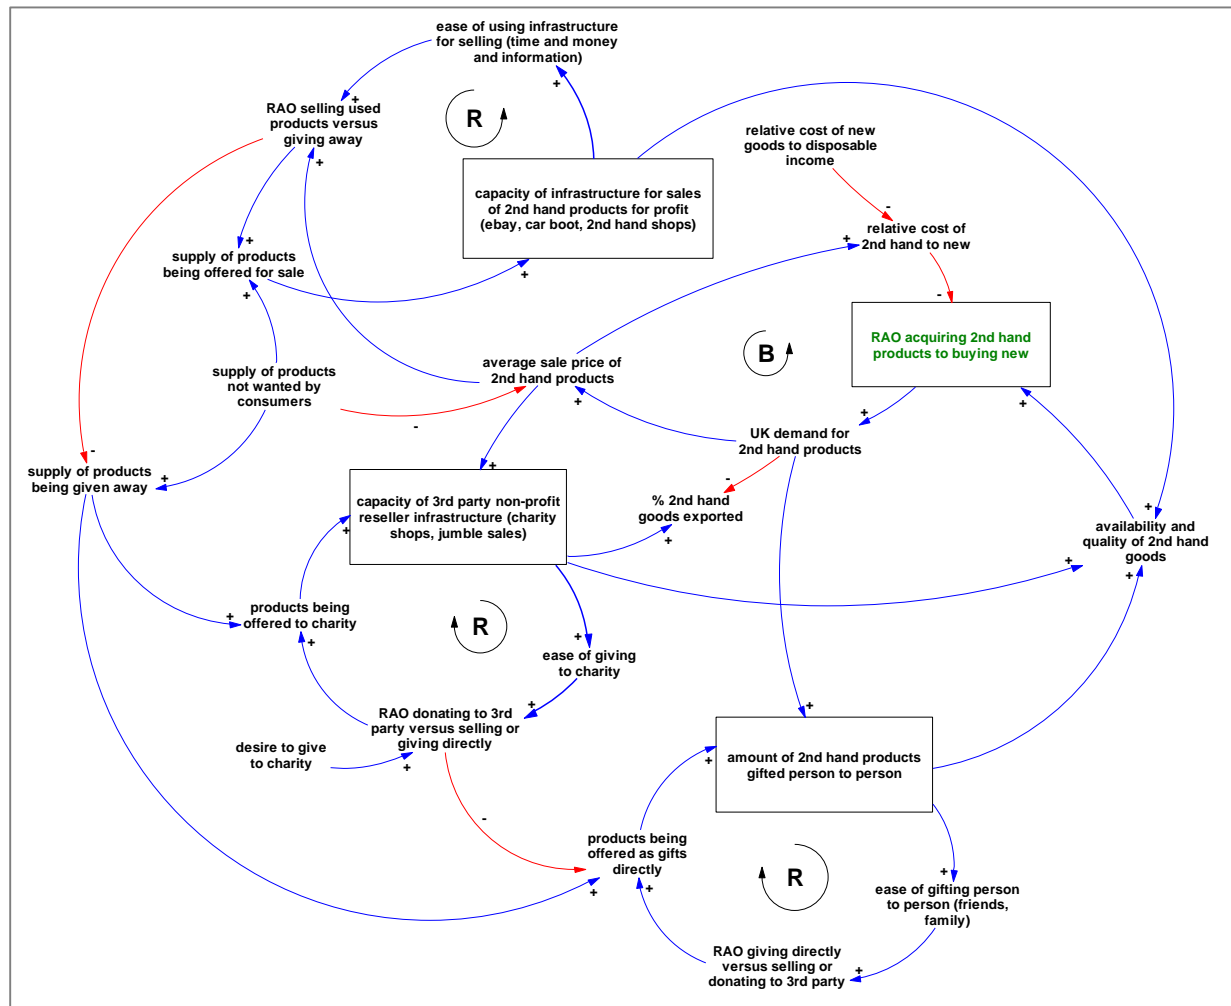 ease of using infrastructure
for selling (time and money
and information)
+
+
RAO selling used
products versus
giving away
+
R
relative cost of new
goods to disposable
income
-
capacity of infrastructure for sales
of 2nd hand products for profit
(ebay, car boot, 2nd hand shops)
+
relative cost of
2nd hand to new
+
-
+
supply of products
being offered for sale
+
+
RAO acquiring 2nd hand
products to buying new
+
+
B
average sale price of
2nd hand products
+
-
supply of products
not wanted by
consumers
UK demand for
2nd hand products
-
-
supply of products
being given away
+
+
capacity of 3rd party non-profit
reseller infrastructure (charity
shops, jumble sales)
+
% 2nd hand
goods exported
+
+
availability and
quality of 2nd hand
goods
+
+
products being
offered to charity
+
+
R
+
ease of giving
to charity
+
RAO donating to 3rd
party versus selling or
giving directly
+
desire to give
to charity
-
+
amount of 2nd hand products
gifted person to person
+
products being
offered as gifts
directly
+
+
R
+
ease of gifting person
to person (friends,
family)
RAO giving directly
versus selling or
donating to 3rd party
+